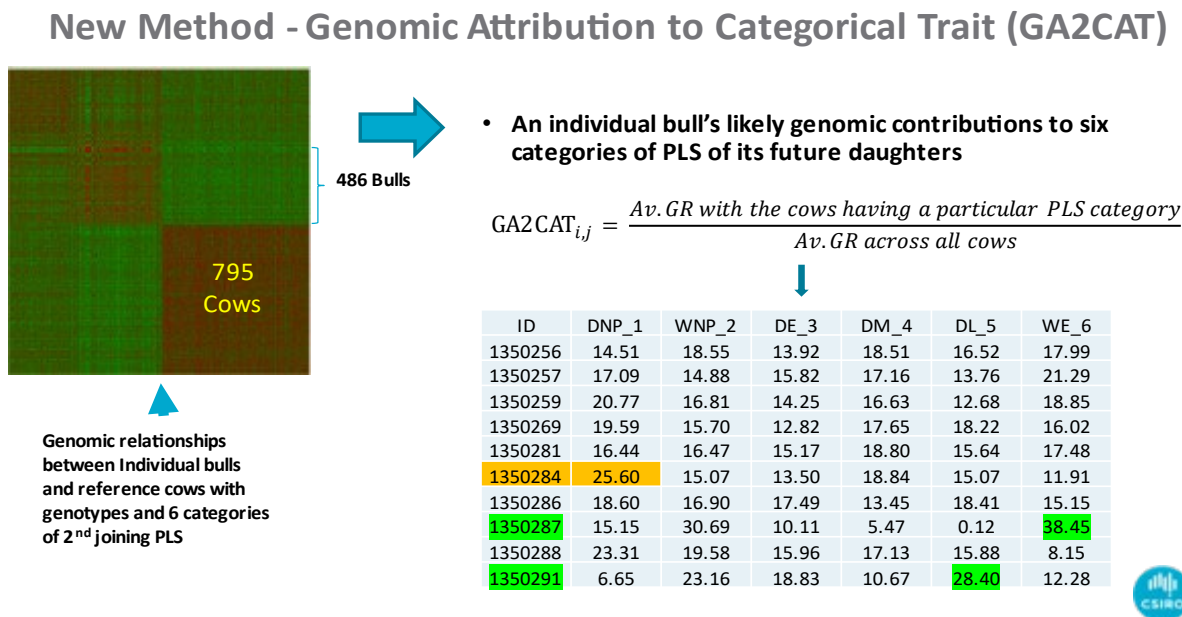 New Method - Genomic Attribution to Categorical Trait (GA2CAT)
486 Bulls
795
Cows
Genomic relationships
between Individual bulls
and reference cows with
genotypes and 6 categories
of 2nd joining PLS
• An individual bull's likely genomic contributions to six
categories of PLS of its future daughters
GA2CATi,j = Av. GR with the cows having a particular PLS category
Av. GR across all cows
ID DNP_1 WNP_2 DE_3 DM_4 DL_5 WE_6
1350256 14.51 18.55 13.92 18.51 16.52 17.99
1350257 17.09 14.88 15.82 17.16 13.76 21.29
1350259 20.77 16.81 14.25 16.63 12.68 18.85
1350269 19.59 15.70 12.82 17.65 18.22 16.02
1350281 16.44 16.47 15.17 18.80 15.64 17.48
1350284 25.60 15.07 13.50 18.84 15.07 11.91
1350286 18.60 16.90 17.49 13.45 18.41 15.15
1350287 15.15 30.69 10.11 5.47 0.12 38.45
1350288 23.31 19.58 15.96 17.13 15.88 8.15
1350291 6.65 23.16 18.83 10.67 28.40 12.28
CSIRO